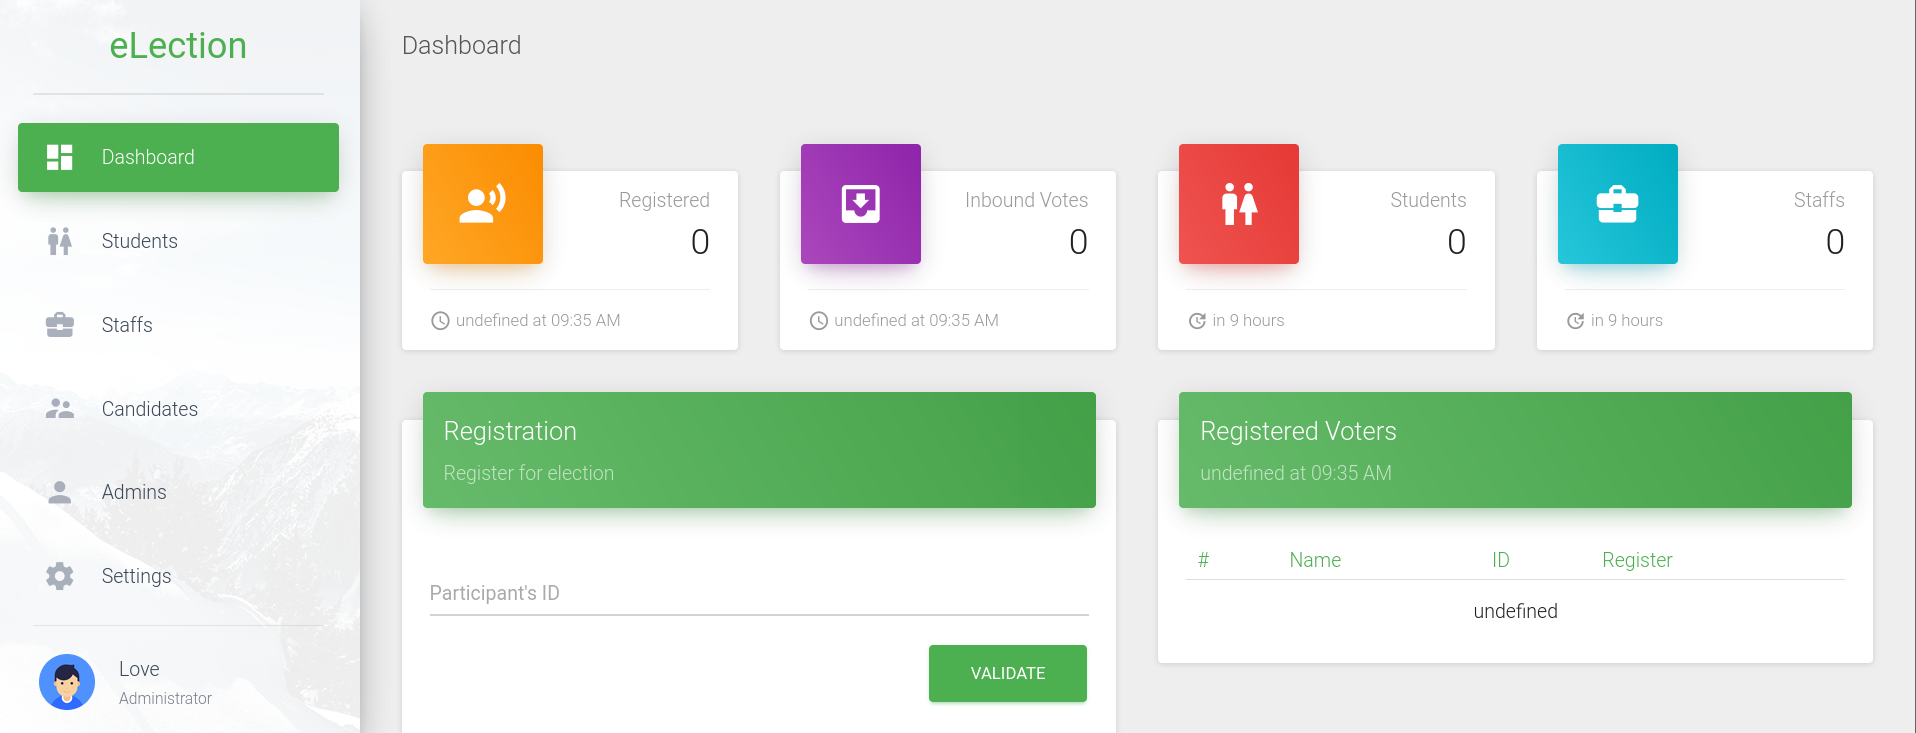 eLection
Dashboard
Students
Staffs
Candidates
Admins
Settings
Love
Administrator
Dashboard
Registered
0
undefined at 09:35 AM
Inbound Votes
0
undefined at 09:35 AM
Students
0
in 9 hours
Staffs
0
in 9 hours
Registration
Register for election
Participant's ID
VALIDATE
Registered Voters
undefined at 09:35 AM
# Name ID Register
undefined